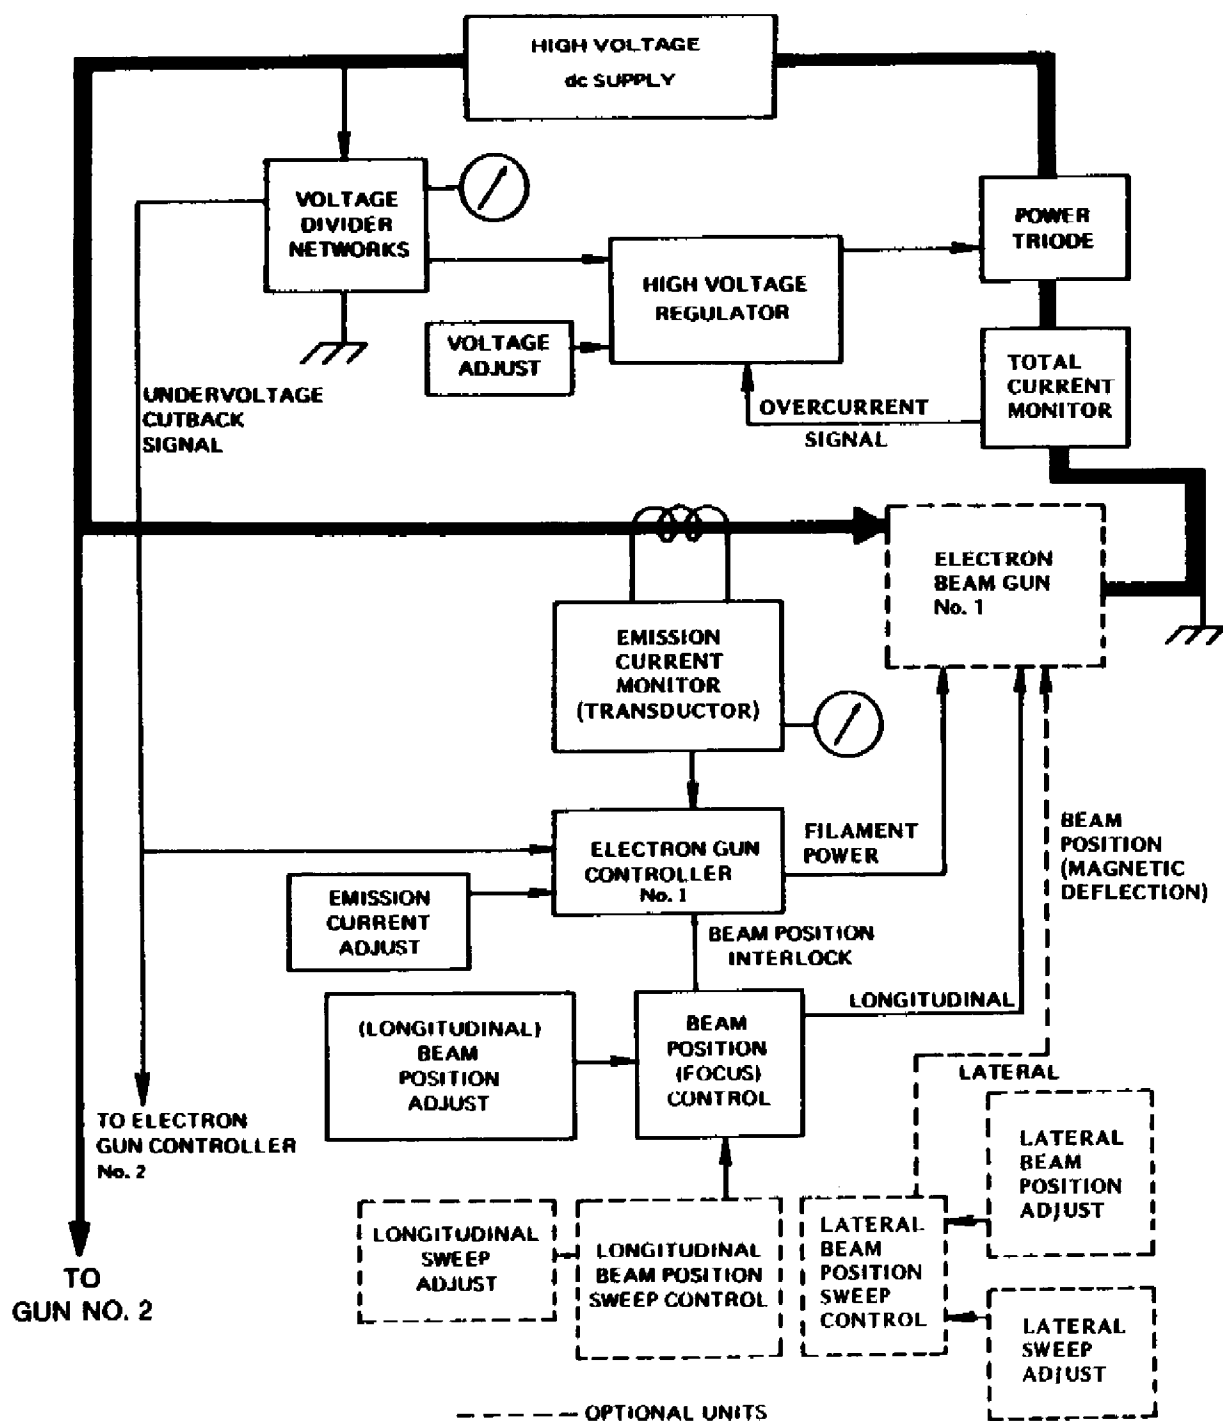 HIGH VOLTAGE
dc SUPPLY
VOLTAGE
DIVIDER
NETWORKS
POWER
TRIODE
HIGH VOLTAGE
REGULATOR
VOLTAGE
ADJUST
TOTAL
CURRENT
MONITOR
UNDERVOLTAGE
CUTBACK
SIGNAL
OVERCURRENT
SIGNAL
ELECTRON
BEAM GUN
No. 1
EMISSION
CURRENT
MONITOR
(TRANSDUCTOR)
ELECTRON GUN
CONTROLLER
No. 1
FILAMENT
POWER
BEAM
POSITION
(MAGNETIC
DEFLECTION)
EMISSION
CURRENT
ADJUST
BEAM POSITION
INTERLOCK
(LONGITUDINAL)
BEAM
POSITION
ADJUST
BEAM
POSITION
(FOCUS)
CONTROL
LONGITUDINAL
LATERAL
TO ELECTRON
GUN CONTROLLER
No. 2
LATERAL
BEAM
POSITION
ADJUST
LONGITUDINAL
SWEEP
ADJUST
LONGITUDINAL
BEAM POSITION
SWEEP CONTROL
LATERAL
BEAM
POSITION
SWEEP
CONTROL
LATERAL
SWEEP
ADJUST
TO
GUN NO. 2
OPTIONAL UNITS